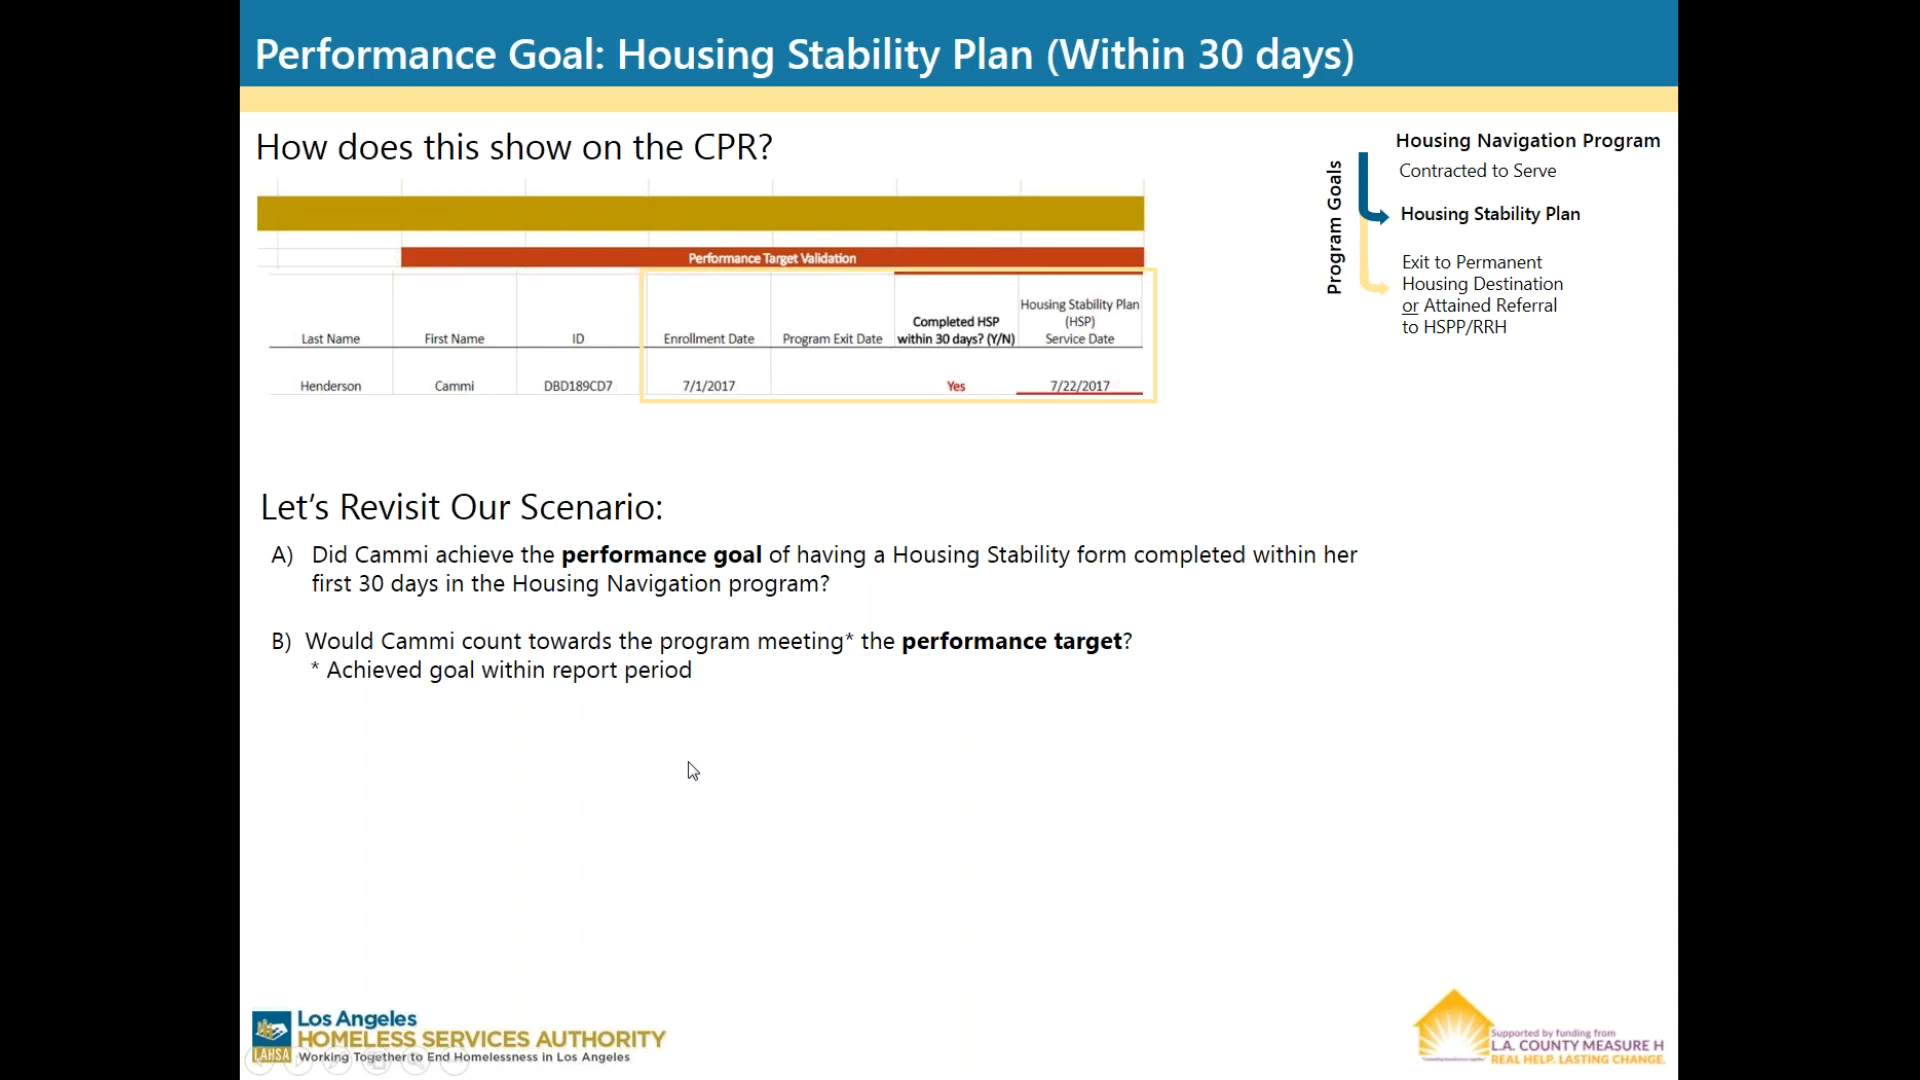 Performance Goal: Housing Stability Plan (Within 30 days)
How does this show on the CPR?
Performance Target Validation
Last Name First Name ID Enrollment Date Program Exit Date Completed HSP within 30 days? (Y/N) Housing Stability Plan (HSP) Service Date
Henderson Cammi DBD189CD7 7/1/2017 Yes 7/22/2017
Program Goals
Housing Navigation Program
Contracted to Serve
Housing Stability Plan
Exit to Permanent
Housing Destination
or Attained Referral
to HSPP/RRH
Let's Revisit Our Scenario:
A) Did Cammi achieve the performance goal of having a Housing Stability form completed within her
first 30 days in the Housing Navigation program?
B) Would Cammi count towards the program meeting* the performance target?
* Achieved goal within report period
LAHSA
Los Angeles
HOMELESS SERVICES AUTHORITY
Working Together to End Homelessness in Los Angeles
Supported by funding from
L.A. COUNTY MEASURE H
REAL HELP. LASTING CHANGE.